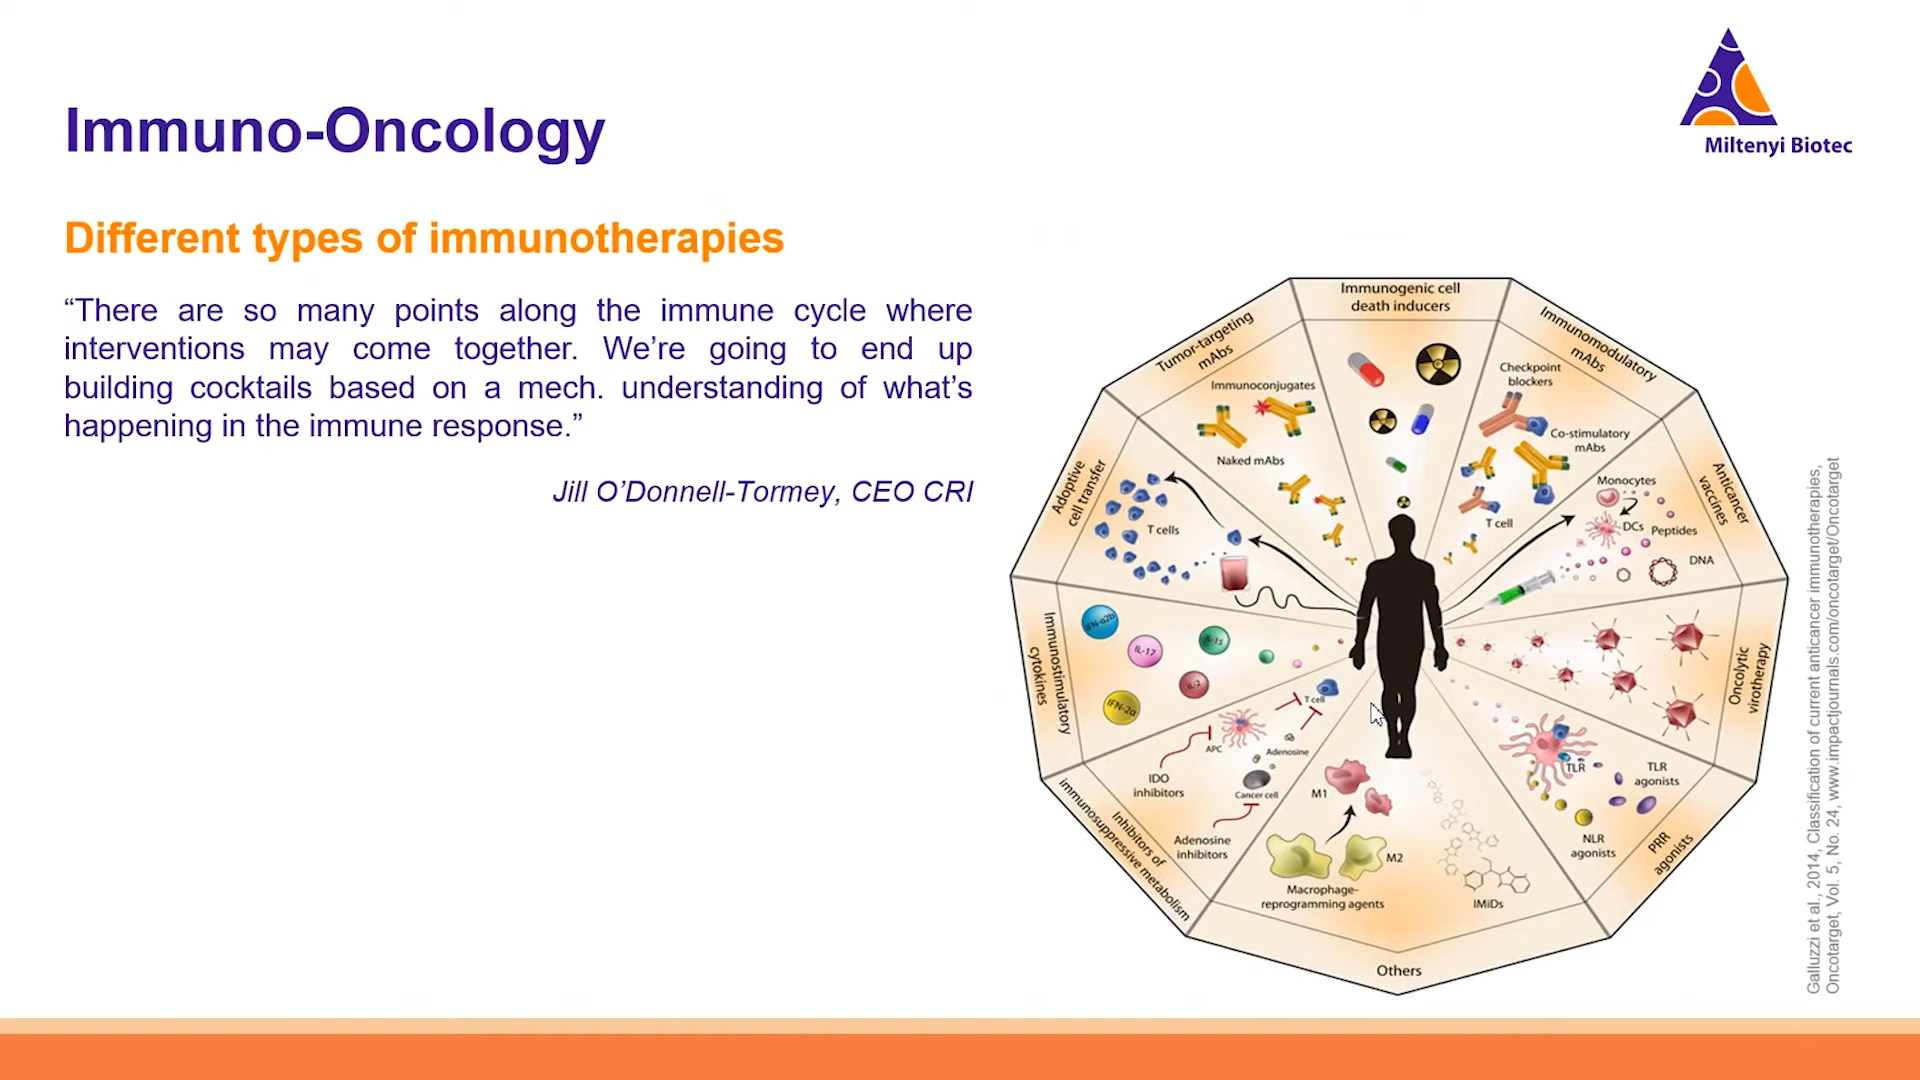 Immuno-Oncology
Miltenyi Biotec
Different types of immunotherapies
“There are so many points along the immune cycle where
interventions may come together. We’re going to end up
building cocktails based on a mech. understanding of what’s
happening in the immune response.”
Jill O’Donnell-Tormey, CEO CRI
Immunogenic cell
death inducers
Immunomodulatory
mAbs
Checkpoint
blockers
Co-stimulatory
mAbs
T cell
Anticancer
vaccines
Monocytes
DCs
Peptides
DNA
Oncolytic
virotherapy
PRR
agonists
TLR
TLR
agonists
NLR
agonists
Others
M1
M2
Macrophage-
reprogramming agents
IMiDs
Inhibitors of
immunosuppressive metabolism
T cell
APC
Adenosine
IDO
inhibitors
Cancer cell
Adenosine
inhibitors
Immunostimulatory
cytokines
IFN-α2b
IL-17
IL-15
IL-2
IFN-2α
Adoptive
cell transfer
T cells
Tumor-targeting
mAbs
Immunoconjugates
Naked mAbs
Galluzzi et al., 2014, Classification of current anticancer immunotherapies,
Oncotarget, Vol. 5, No. 24, www.impactjournals.com/oncotarget/Oncotarget